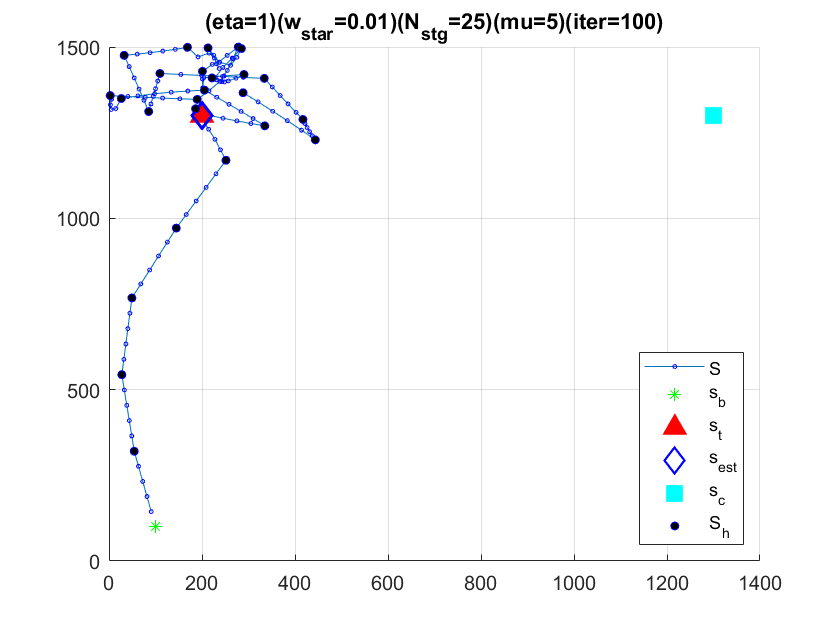 (eta=1)(w_star=0.01)(N_stg=25)(mu=5)(iter=100)
1500
1000
500
0
0 200 400 600 800 1000 1200 1400
S
s_b
s_t
s_est
s_c
S_h